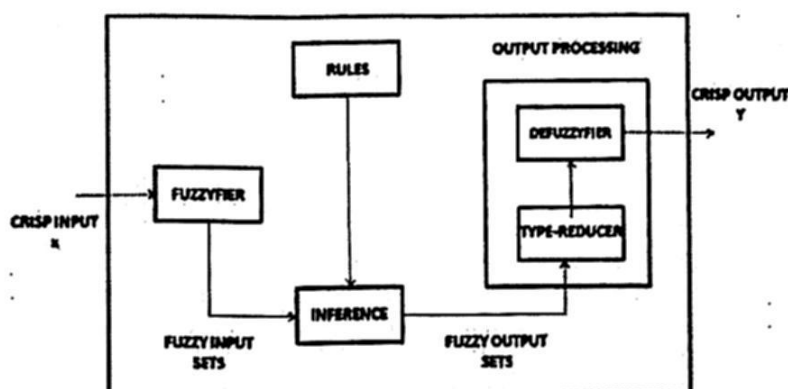 OUTPUT PROCESSING
RULES
CRISP OUTPUT
Y
DEFUZZYFIER
FUZZYFIER
CRISP INPUT
X
TYPE-REDUCER
INFERENCE
FUZZY INPUT
SETS
FUZZY OUTPUT
SETS